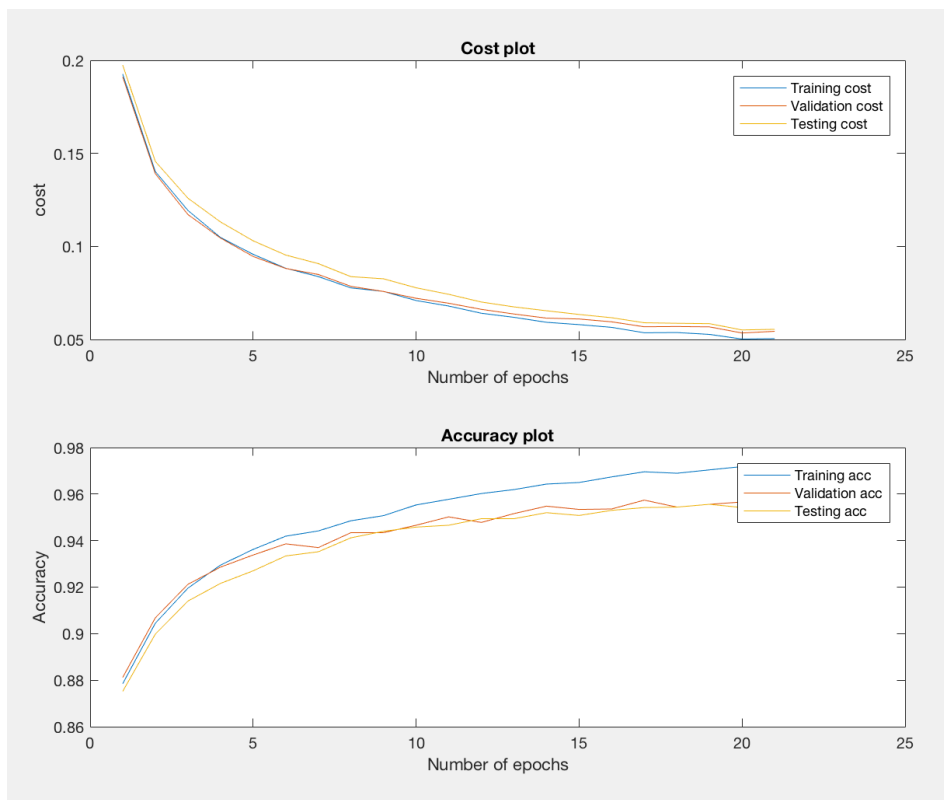 Cost plot
0.2
0.15
0.1
0.05
cost
Training cost
Validation cost
Testing cost
0 5 10 15 20 25
Number of epochs
Accuracy plot
0.98
0.96
0.94
0.92
0.9
0.88
0.86
Accuracy
Training acc
Validation acc
Testing acc
0 5 10 15 20 25
Number of epochs